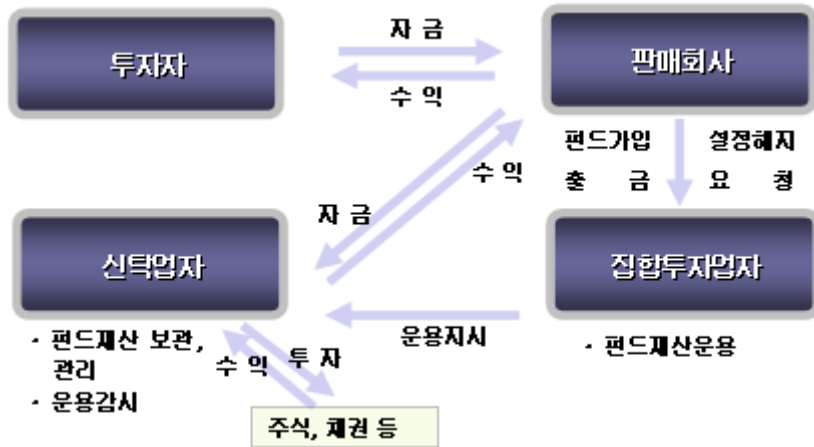 자 금
투자자
판매회사
수 익
펀드가입 설정해지
출 금 요 청
수 익
자 금
신탁업자
집합투자업자
운용지시
· 펀드재산 보관,
관리
· 운용감시
수 익
투 자
· 펀드재산운용
주식, 채권 등